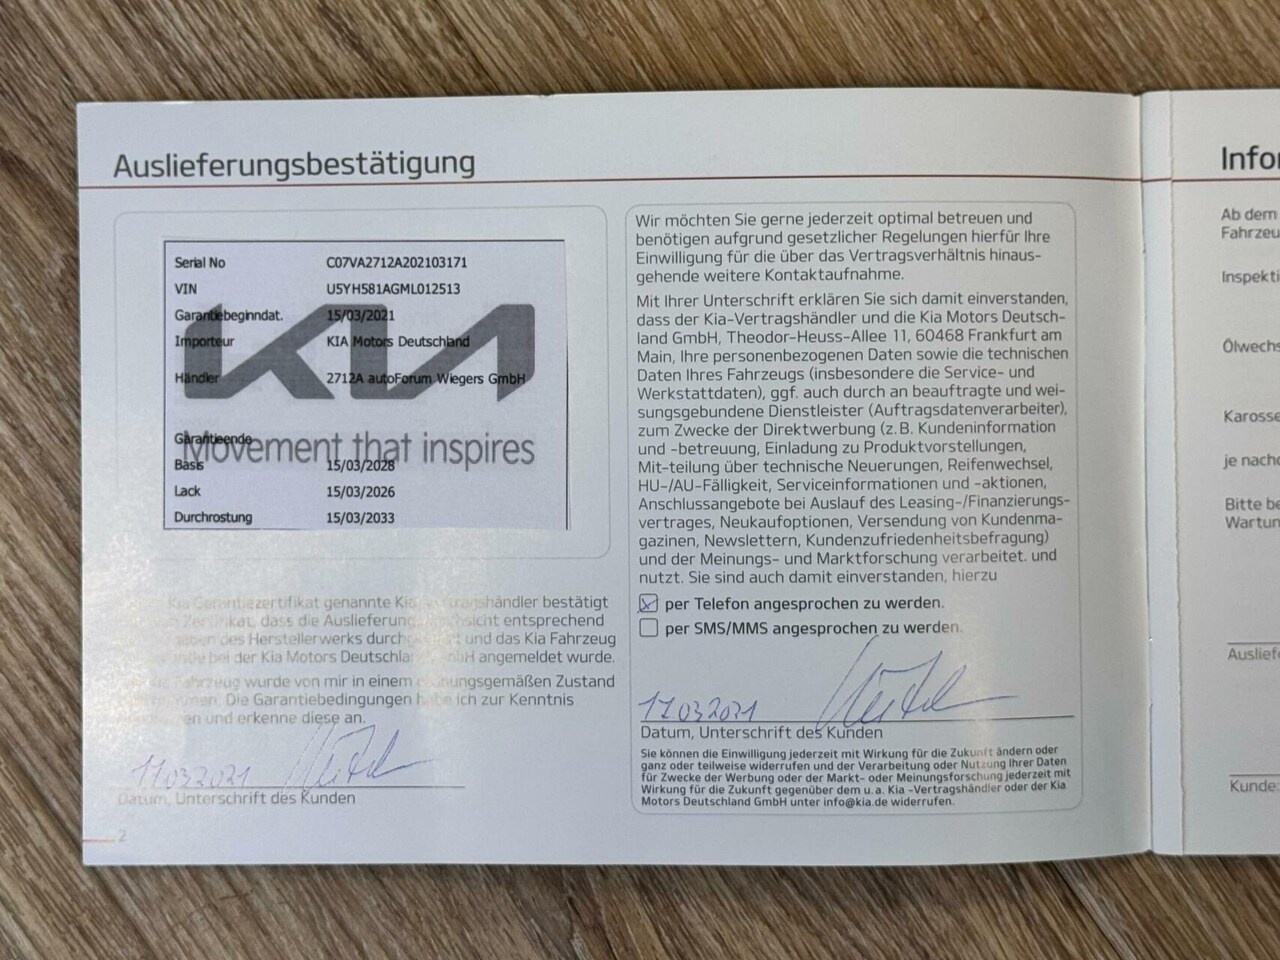 Auslieferungsbestätigung
Serial No C07VA2712A202103171
VIN U5YH581AGML012513
Garantiebeginndat. 15/03/2021
Importeur KIA Motors Deutschland
Händler 2712A autoForum Wiegers GmbH
KIA
Garantieende
Movement that inspires
Basis 15/03/2028
Lack 15/03/2026
Durchrostung 15/03/2033
Kia Garantiezertifikat genannte Kia händler bestätigt
dass die Auslieferung entsprechend
des Herstellerwerks und das Kia Fahrzeug
bei der Kia Motors Deutschland GmbH angemeldet wurde.
Fahrzeug wurde von mir in einem ordnungsgemäßen Zustand
Die Garantiebedingungen habe ich zur Kenntnis
und erkenne diese an.
17.03.2021
Datum, Unterschrift des Kunden
2
Wir möchten Sie gerne jederzeit optimal betreuen und
benötigen aufgrund gesetzlicher Regelungen hierfür Ihre
Einwilligung für die über das Vertragsverhältnis hinaus-
gehende weitere Kontaktaufnahme.
Mit Ihrer Unterschrift erklären Sie sich damit einverstanden,
dass der Kia-Vertragshändler und die Kia Motors Deutsch-
land GmbH, Theodor-Heuss-Allee 11, 60468 Frankfurt am
Main, Ihre personenbezogenen Daten sowie die technischen
Daten Ihres Fahrzeugs (insbesondere die Service- und
Werkstattdaten), ggf. auch durch an beauftragte und wei-
sungsgebundene Dienstleister (Auftragsdatenverarbeiter),
zum Zwecke der Direktwerbung (z.B. Kundeninformation
und -betreuung, Einladung zu Produktvorstellungen,
Mit-teilung über technische Neuerungen, Reifenwechsel,
HU-/AU-Fälligkeit, Serviceinformationen und -aktionen,
Anschlussangebote bei Auslauf des Leasing-/Finanzierungs-
vertrages, Neukaufoptionen, Versendung von Kundenma-
gazinen, Newslettern, Kundenzufriedenheitsbefragung)
und der Meinungs- und Marktforschung verarbeitet. und
nutzt. Sie sind auch damit einverstanden, hierzu
per Telefon angesprochen zu werden.
per SMS/MMS angesprochen zu werden.
17.03.2021
Datum, Unterschrift des Kunden
Sie können die Einwilligung jederzeit mit Wirkung für die Zukunft ändern oder
ganz oder teilweise widerrufen und der Verarbeitung oder Nutzung Ihrer Daten
für Zwecke der Werbung oder der Markt- oder Meinungsforschung jederzeit mit
Wirkung für die Zukunft gegenüber dem u. a. Kia -Vertragshändler oder der Kia
Motors Deutschland GmbH unter info@kia.de widerrufen.
Infor
Ab dem
Fahrzeu
Inspekti
Ölwechs
Karosse
je nach
Bitte be
Wartun
Auslief
Kunde: